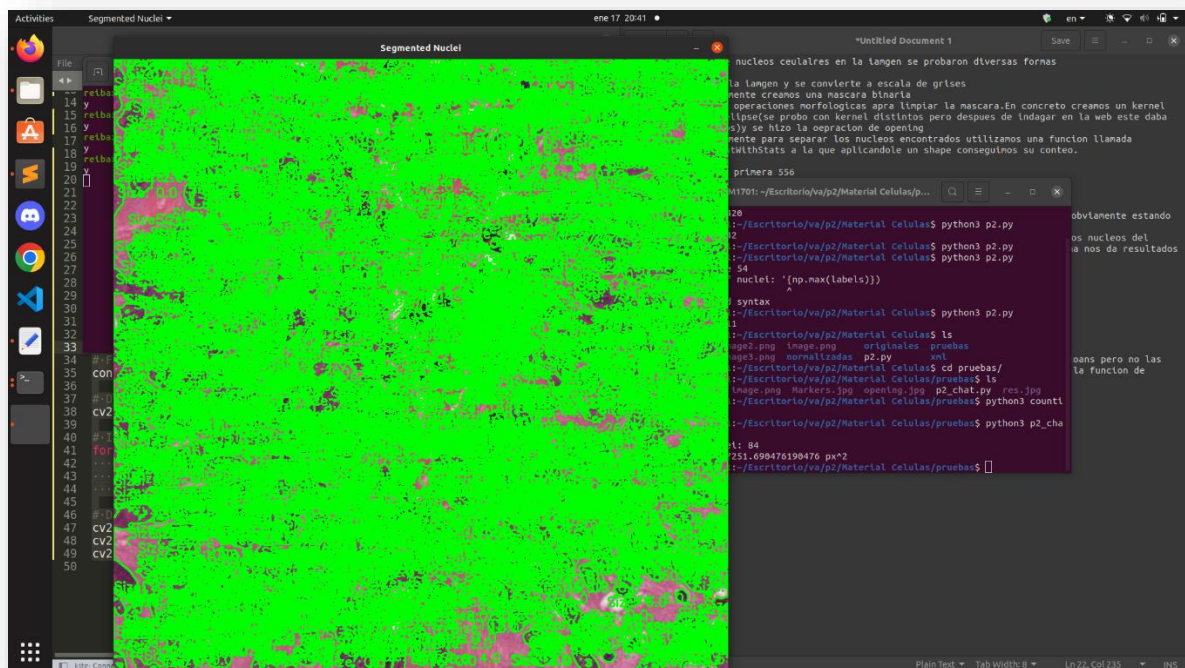 Activities
Segmented Nuclei
ene 17 20:41
en
Segmented Nuclei
*Untitled Document 1
Save
File
reiba
14 y
15 reiba
16 y
17 reiba
18 y
19 reiba
20 y
21
22
23
24
25
26
27
28
29
30
31
32
33
34 # F
35 con
36
37 # D
38 cv2
39
40 # I
41 for
42
43
44
45
46 # D
47 cv2
48 cv2
49 cv2
50
nucleos ceulalres en la iamgen se probaron diversas formas
la iamgen y se convierte a escala de grises
mente creamos una mascara binaria
operaciones morfologicas apra limpiar la mascara.En concreto creamos un kernel
lipse(se probo con kernel distintos pero despues de indagar en la web este daba
s)y se hizo la oepracion de opening
mente para separar los nucleos encontrados utilizamos una funcion llamada
tWithStats a la que aplicandole un shape conseguimos su conteo.
primera 556
obviamente estando
os nucleos del
a nos da resultados
oans pero no las
la funcion de
M1701: ~/Escritorio/va/p2/Material Celulas/p...
420
:~/Escritorio/va/p2/Material Celulas$ python3 p2.py
:~/Escritorio/va/p2/Material Celulas$ python3 p2.py
:~/Escritorio/va/p2/Material Celulas$ python3 p2.py
e 54
nuclei: '{np.max(labels)})
^
d syntax
:~/Escritorio/va/p2/Material Celulas$ python3 p2.py
:~/Escritorio/va/p2/Material Celulas$ ls
mage2.png image.png originales pruebas
mage3.png normalizadas p2.py xml
:~/Escritorio/va/p2/Material Celulas$ cd pruebas/
:~/Escritorio/va/p2/Material Celulas/pruebas$ ls
image.png Markers.jpg opening.jpg p2_chat.py res.jpg
:~/Escritorio/va/p2/Material Celulas/pruebas$ python3 counti
:~/Escritorio/va/p2/Material Celulas/pruebas$ python3 p2_cha
ei: 84
7251.690476190476 px^2
:~/Escritorio/va/p2/Material Celulas/pruebas$
Plain Text
Tab Width: 8
Ln 22, Col 235
INS